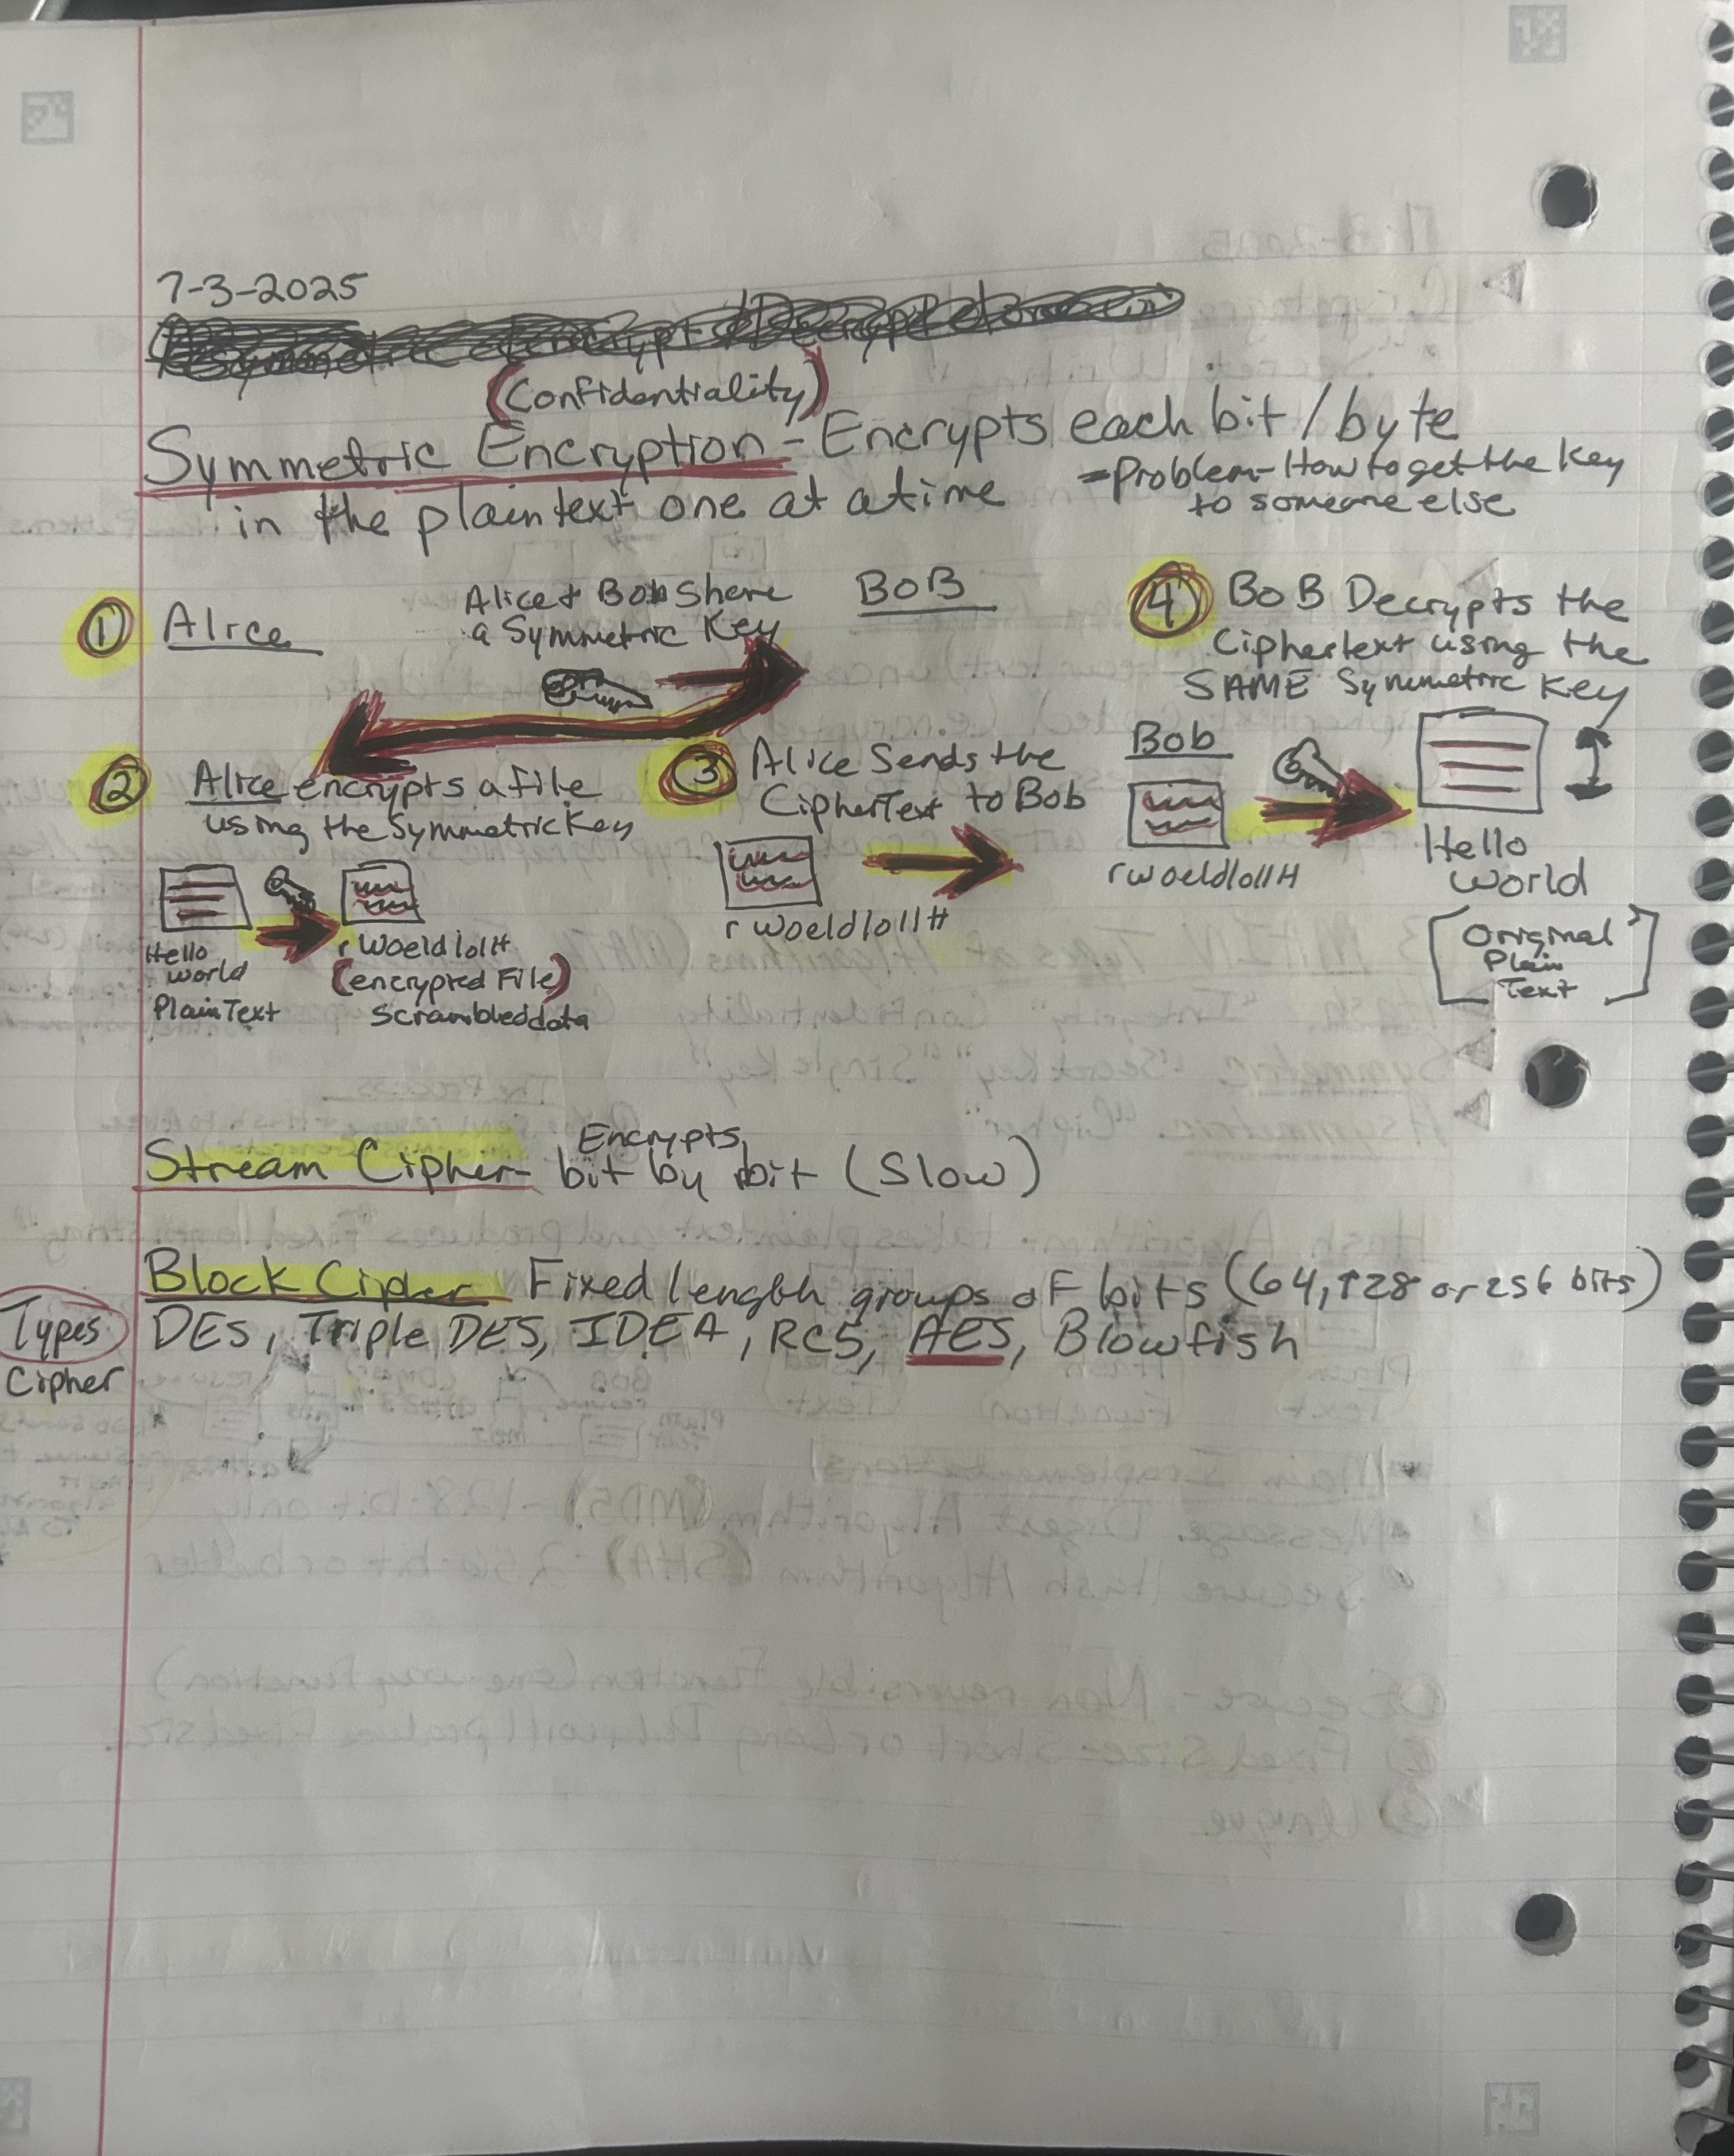 7-3-2025
(Confidentiality)
Symmetric Encryption - Encrypts each bit / byte
in the plaintext one at a time
=Problem-How to get the Key
to someone else
① Alice
Alice + Bob Share
a Symmetric Key
BoB
② Alice encrypts a file
using the Symmetric Key
Hello
world
PlainText
rWoeldlollH
(encrypted File)
Scrambled data
③ Alice Sends the
CipherText to Bob
rwoeldlollH
④ BoB Decrypts the
Ciphertext using the
SAME Symmetric Key
Bob
rwoeldlollH
Hello
world
[Original
Plain
Text]
Stream Cipher- Encrypts bit by bit (Slow)
Block Cipher Fixed length groups of bits (64, 128 or 256 bits)
Types
Cipher
DES, Triple DES, IDEA, RC5, AES, Blowfish